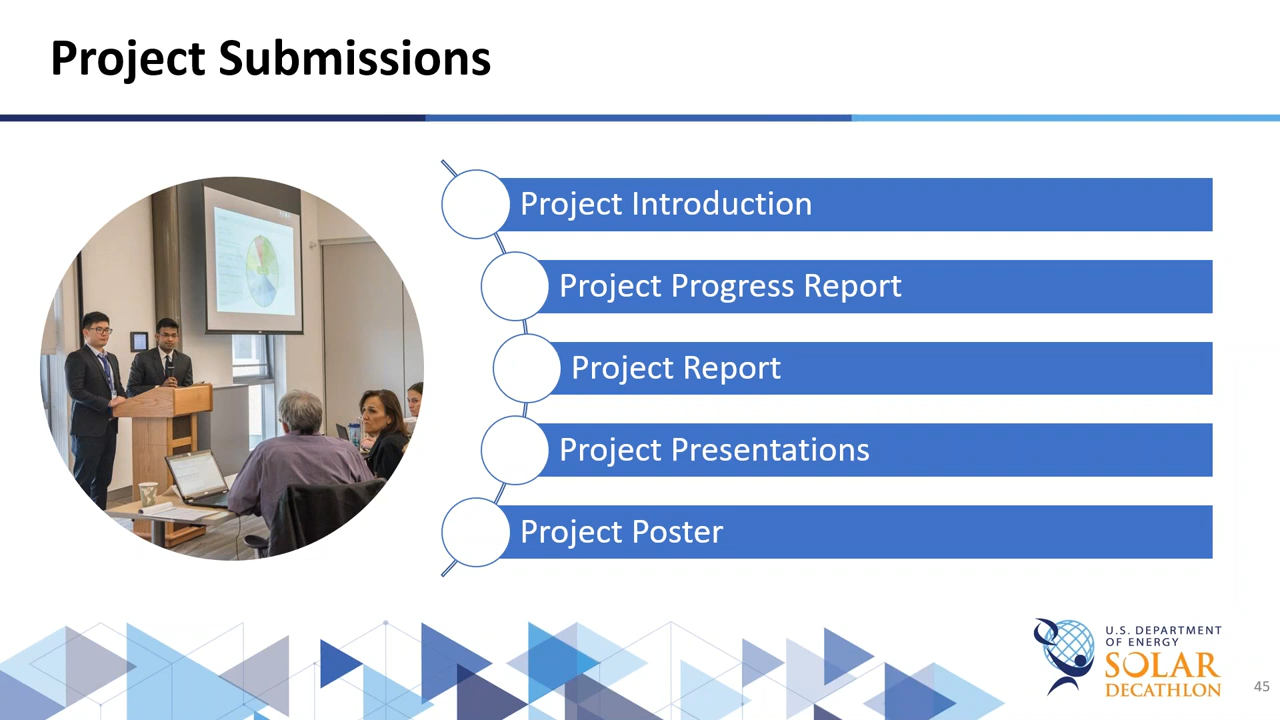 Project Submissions
Project Introduction
Project Progress Report
Project Report
Project Presentations
Project Poster
U.S. DEPARTMENT
OF ENERGY
SOLAR
DECATHLON
45